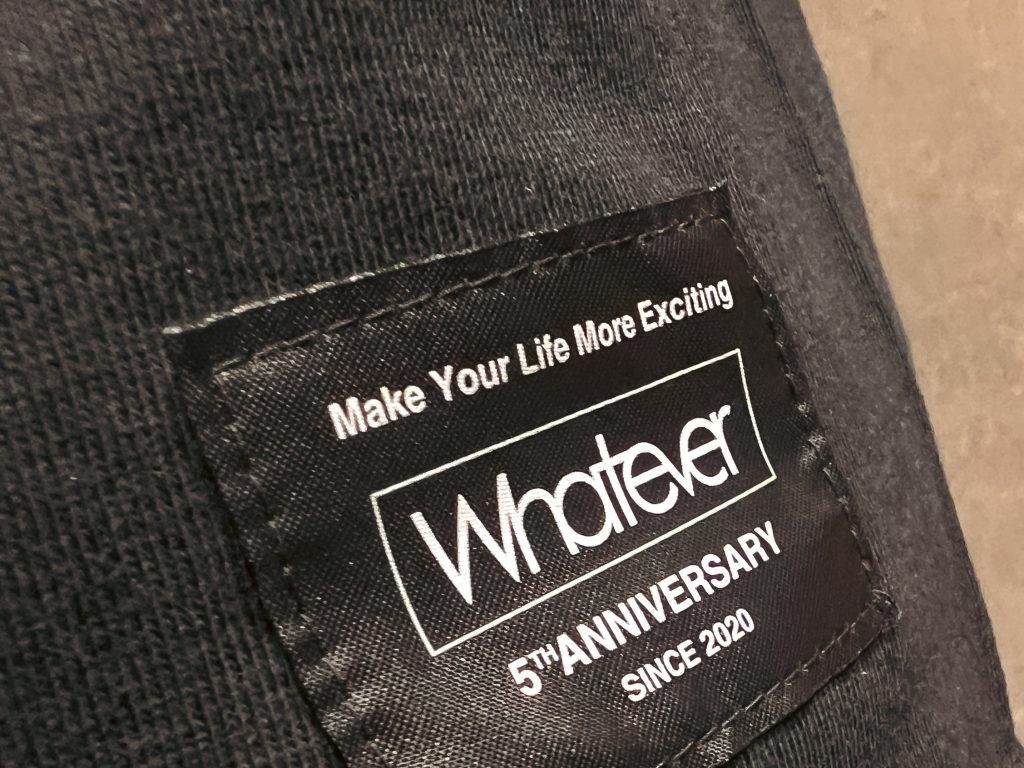 Make Your Life More Exciting
Whatever
5TH ANNIVERSARY
SINCE 2020